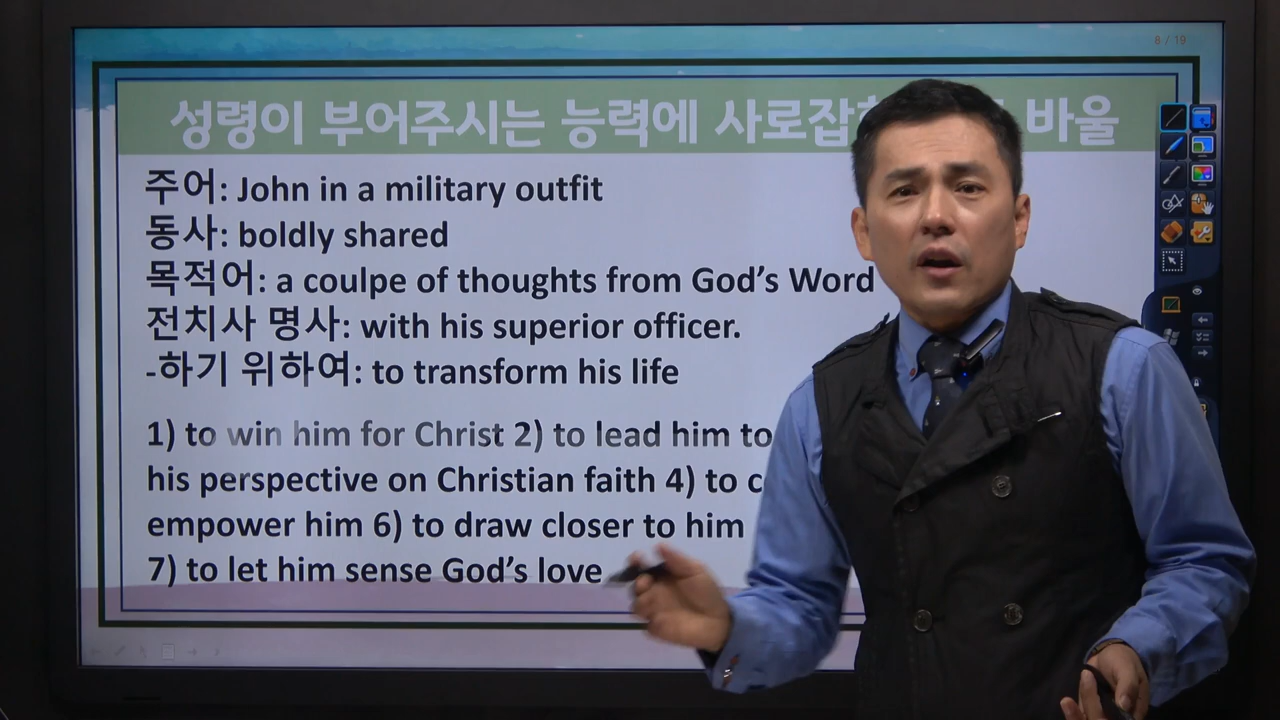 8 / 19
성령이 부어주시는 능력에 바울
주어: John in a military outfit
동사: boldly shared
목적어: a coulpe of thoughts from God’s Word
전치사 명사: with his superior officer.
-하기 위하여: to transform his life
1) to win him for Christ 2) to lead him to
his perspective on Christian faith 4) to
empower him 6) to draw closer to him
7) to let him sense God’s love